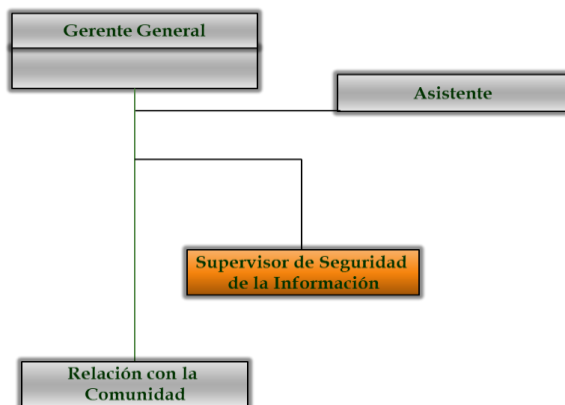 Gerente General
Asistente
Supervisor de Seguridad
de la Información
Relación con la
Comunidad